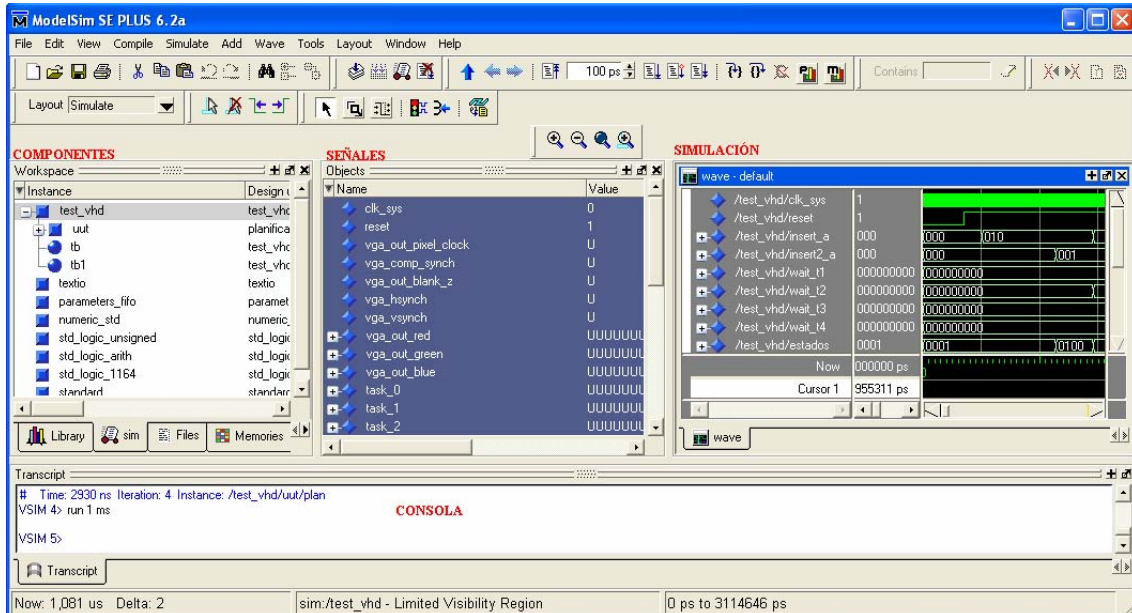 ModelSim SE PLUS 6.2a
File Edit View Compile Simulate Add Wave Tools Layout Window Help
100 ps
Contains
Layout Simulate
COMPONENTES
SEÑALES
SIMULACIÓN
Workspace
Instance Design u
test_vhd test_vhd
uut planifica
tb test_vhc
tb1 test_vhc
textio textio
parameters_fifo paramet
numeric_std numeric_
std_logic_unsigned std_logic
std_logic_arith std_logic
std_logic_1164 std_logic
standard standard
Library sim Files Memories
Objects
Name Value
clk_sys 0
reset 1
vga_out_pixel_clock U
vga_comp_synch U
vga_out_blank_z U
vga_hsynch U
vga_vsynch U
vga_out_red UUUUUUU
vga_out_green UUUUUUU
vga_out_blue UUUUUUU
task_0 UUUUUUU
task_1 UUUUUUU
task_2 UUUUUUU
wave - default
/test_vhd/clk_sys 1
/test_vhd/reset 1
/test_vhd/insert_a 000 000 010
/test_vhd/insert2_a 000 000 001
/test_vhd/wait_t1 000000000 000000000
/test_vhd/wait_t2 000000000 000000000
/test_vhd/wait_t3 000000000 000000000
/test_vhd/wait_t4 000000000 000000000
/test_vhd/estados 0001 0001 0100
Now 000000 ps
Cursor 1 955311 ps
wave
Transcript
# Time: 2930 ns Iteration: 4 Instance: /test_vhd/uut/plan
VSIM 4> run 1 ms
CONSOLA
VSIM 5>
Transcript
Now: 1,081 us Delta: 2 sim:/test_vhd - Limited Visibility Region 0 ps to 3114646 ps